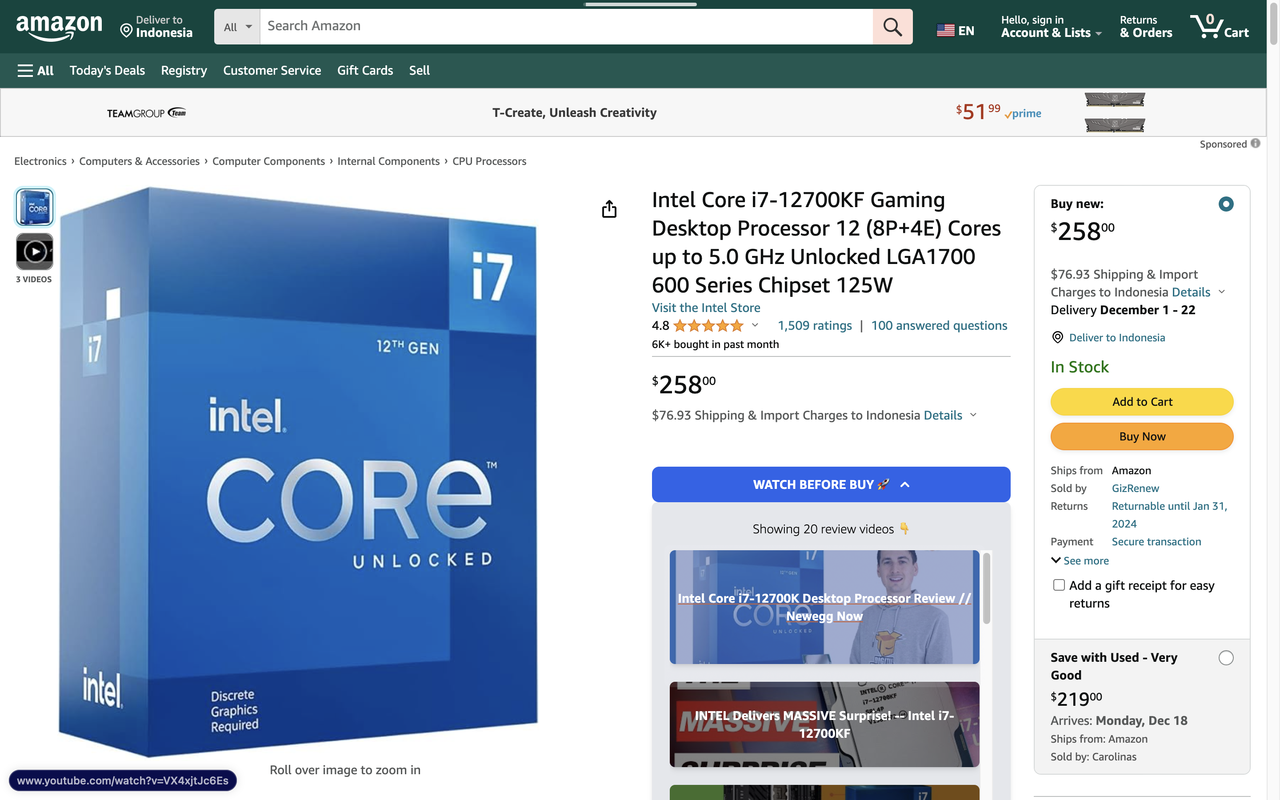 amazon
Deliver to
Indonesia
All
Search Amazon
EN
Hello, sign in
Account & Lists
Returns
& Orders
0
Cart
All
Today's Deals
Registry
Customer Service
Gift Cards
Sell
TEAMGROUP Team
T-Create, Unleash Creativity
$51 99 prime
Sponsored
Electronics › Computers & Accessories › Computer Components › Internal Components › CPU Processors
3 VIDEOS
i7
12TH GEN
i7
intel.
CORE™
UNLOCKED
intel.
Discrete
Graphics
Required
Roll over image to zoom in
www.youtube.com/watch?v=VX4xjtJc6Es
Intel Core i7-12700KF Gaming
Desktop Processor 12 (8P+4E) Cores
up to 5.0 GHz Unlocked LGA1700
600 Series Chipset 125W
Visit the Intel Store
4.8
1,509 ratings | 100 answered questions
6K+ bought in past month
$258 00
$76.93 Shipping & Import Charges to Indonesia Details
WATCH BEFORE BUY 🚀
Showing 20 review videos 👇
Intel Core i7-12700K Desktop Processor Review //
Newegg Now
INTEL Delivers MASSIVE Surprise! -- Intel i7-
12700KF
MASSIVE
SURPRISE
Buy new:
$258 00
$76.93 Shipping & Import
Charges to Indonesia Details
Delivery December 1 - 22
Deliver to Indonesia
In Stock
Add to Cart
Buy Now
Ships from Amazon
Sold by GizRenew
Returns Returnable until Jan 31,
2024
Payment Secure transaction
See more
Add a gift receipt for easy
returns
Save with Used - Very
Good
$219 00
Arrives: Monday, Dec 18
Ships from: Amazon
Sold by: Carolinas